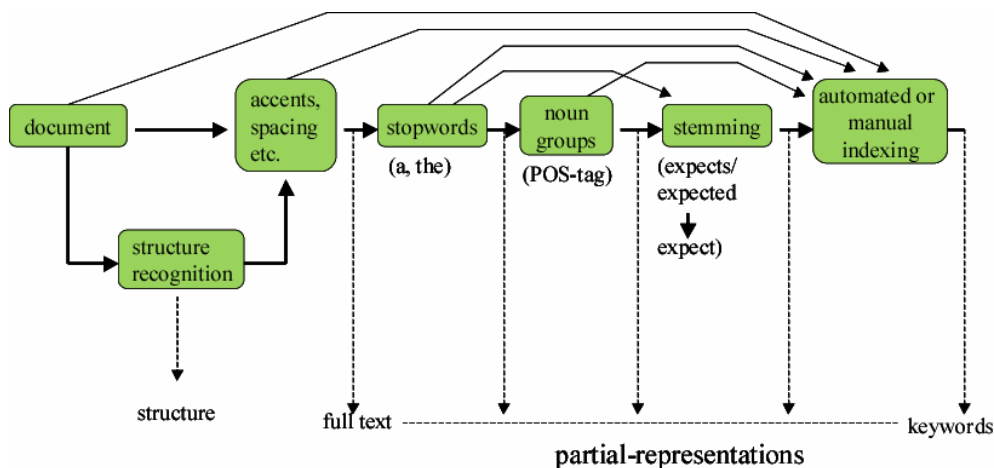 document
accents,
spacing
etc.
stopwords
(a, the)
noun
groups
(POS-tag)
stemming
(expects/
expected
expect)
automated or
manual
indexing
structure
recognition
structure
full text
keywords
partial-representations